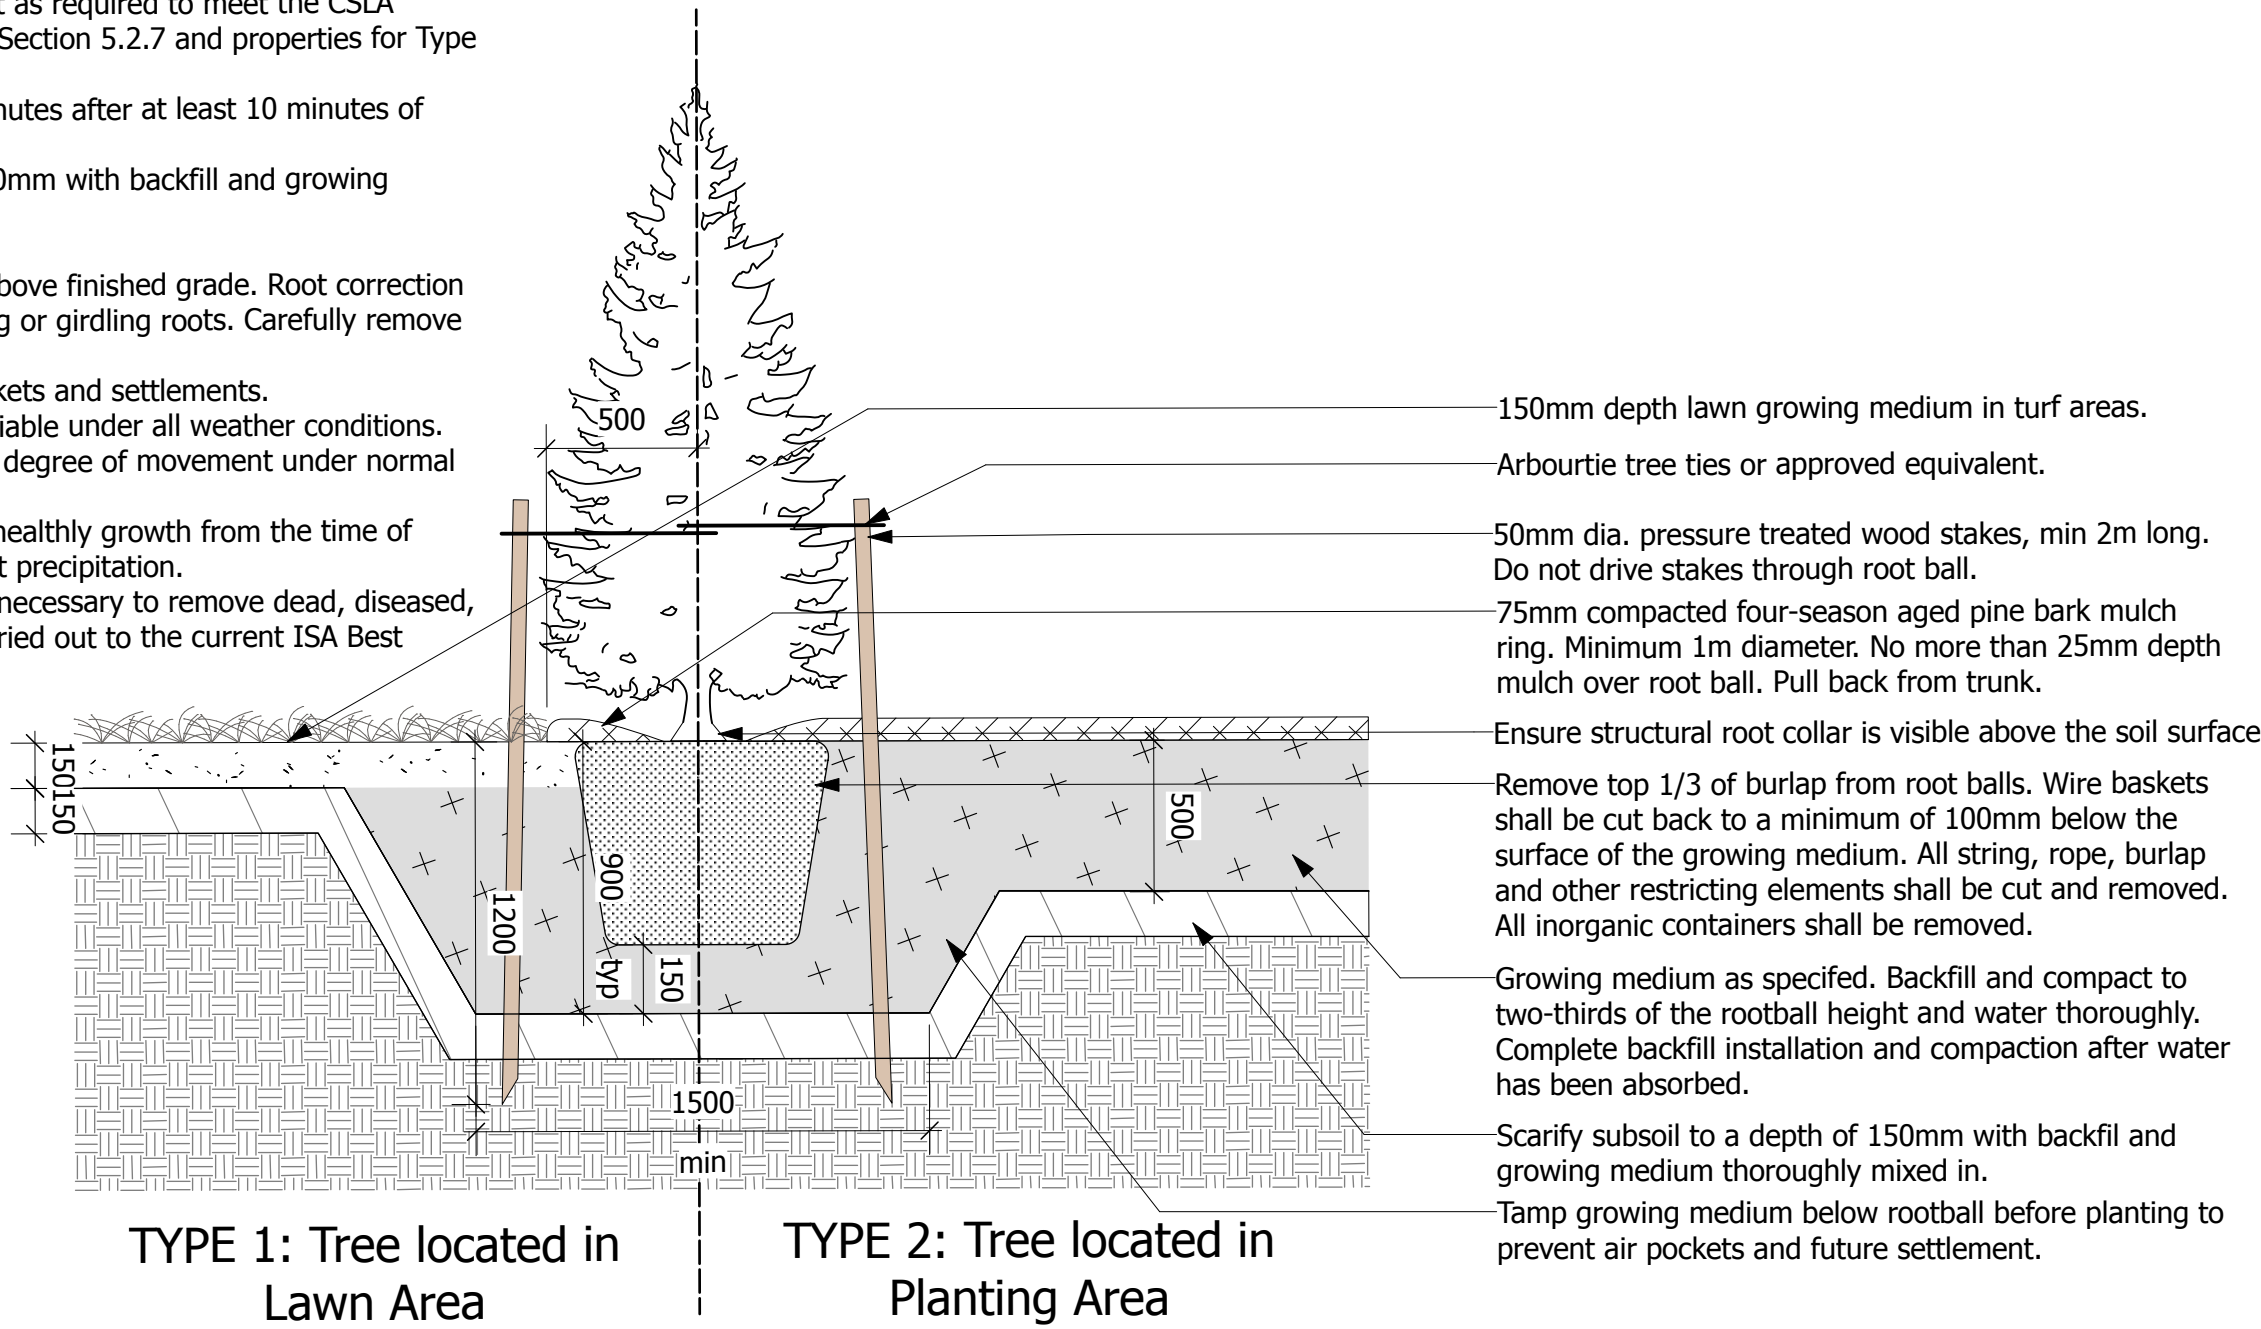 t as required to meet the CSLA
Section 5.2.7 and properties for Type
nutes after at least 10 minutes of
0mm with backfill and growing
bove finished grade. Root correction
g or girdling roots. Carefully remove
kets and settlements.
iable under all weather conditions.
degree of movement under normal
healthly growth from the time of
t precipitation.
necessary to remove dead, diseased,
ried out to the current ISA Best
500
150mm depth lawn growing medium in turf areas.
Arbourtie tree ties or approved equivalent.
50mm dia. pressure treated wood stakes, min 2m long.
Do not drive stakes through root ball.
75mm compacted four-season aged pine bark mulch
ring. Minimum 1m diameter. No more than 25mm depth
mulch over root ball. Pull back from trunk.
Ensure structural root collar is visible above the soil surface
Remove top 1/3 of burlap from root balls. Wire baskets
shall be cut back to a minimum of 100mm below the
surface of the growing medium. All string, rope, burlap
and other restricting elements shall be cut and removed.
All inorganic containers shall be removed.
Growing medium as specifed. Backfill and compact to
two-thirds of the rootball height and water thoroughly.
Complete backfill installation and compaction after water
has been absorbed.
Scarify subsoil to a depth of 150mm with backfil and
growing medium thoroughly mixed in.
Tamp growing medium below rootball before planting to
prevent air pockets and future settlement.
150
150
1200
900
typ
150
500
1500
min
TYPE 1: Tree located in
Lawn Area
TYPE 2: Tree located in
Planting Area